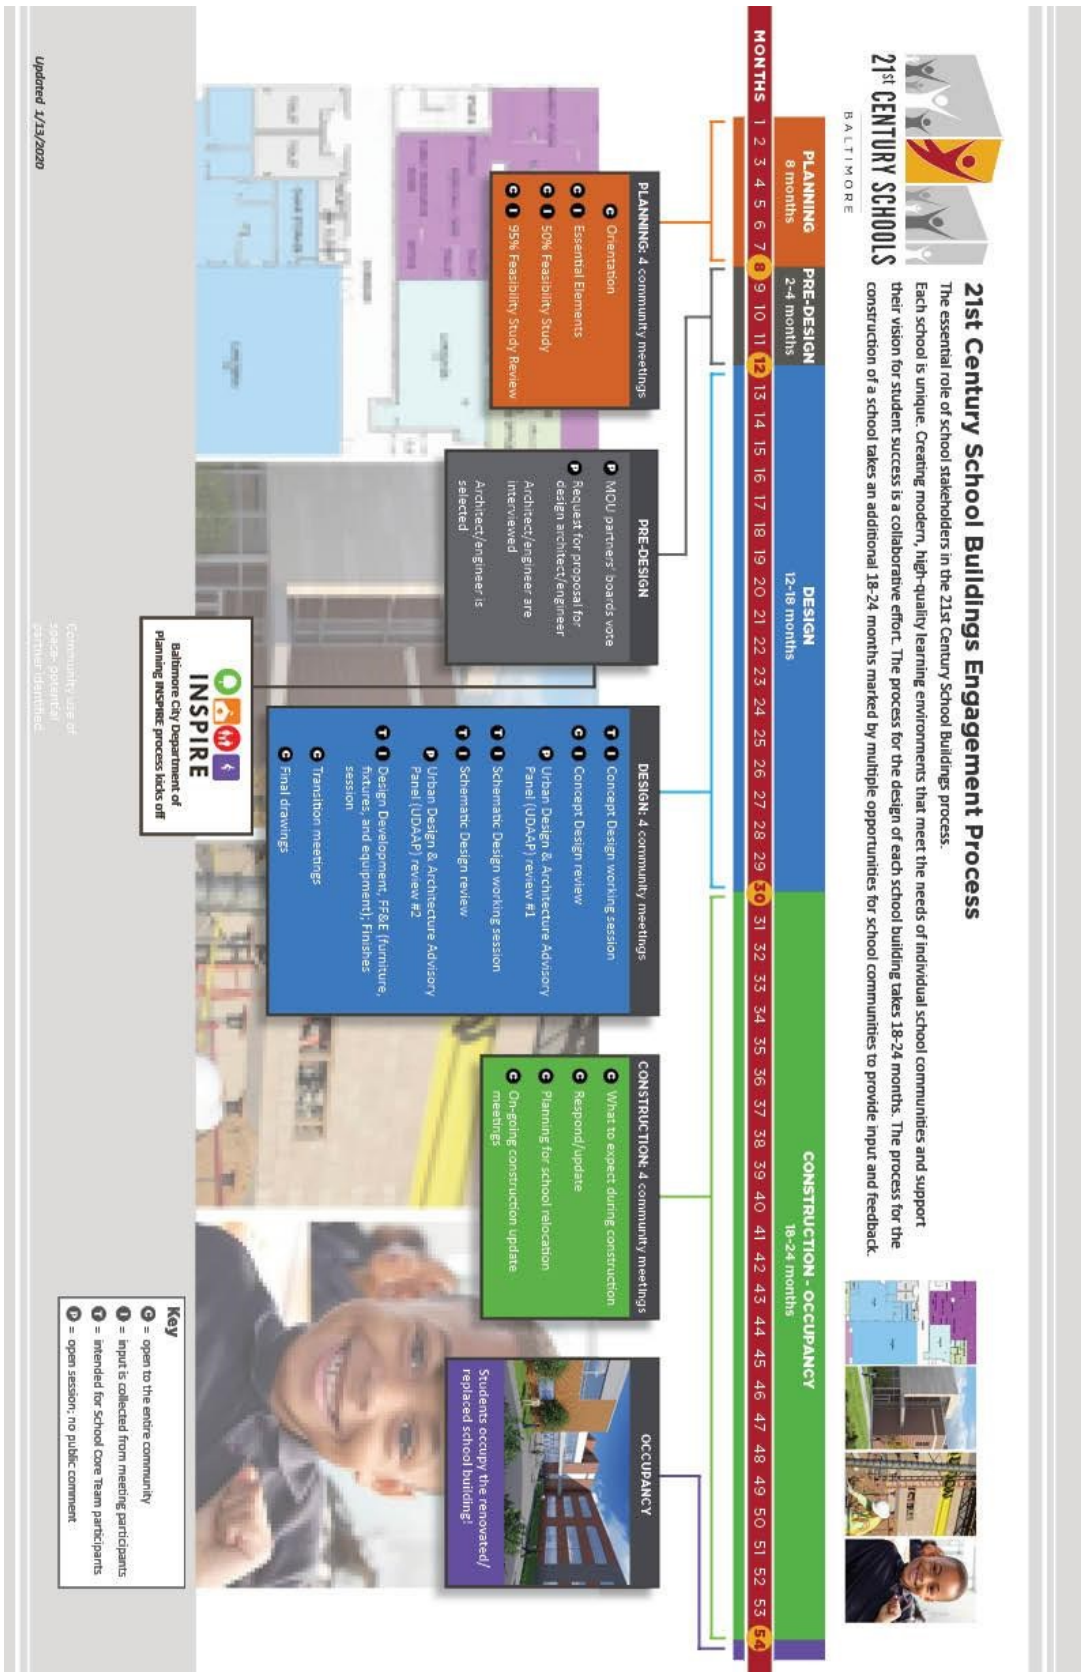 21st CENTURY SCHOOLS
BALTIMORE
21st Century School Buildings Engagement Process
The essential role of school stakeholders in the 21st Century School Buildings process.
Each school is unique. Creating modern, high-quality learning environments that meet the needs of individual school communities and support
their vision for student success is a collaborative effort. The process for the design of each school building takes 18-24 months. The process for the
construction of a school takes an additional 18-24 months marked by multiple opportunities for school communities to provide input and feedback.
PLANNING
8 months
PRE-DESIGN
2-4 months
DESIGN
12-18 months
CONSTRUCTION - OCCUPANCY
18-24 months
MONTHS 1 2 3 4 5 6 7 8 9 10 11 12 13 14 15 16 17 18 19 20 21 22 23 24 25 26 27 28 29 30 31 32 33 34 35 36 37 38 39 40 41 42 43 44 45 46 47 48 49 50 51 52 53 54
PLANNING: 4 community meetings
C Orientation
C I Essential Elements
C I 50% Feasibility Study
C I 95% Feasibility Study Review
PRE-DESIGN
P MOU partners' boards vote
P Request for proposal for
design architect/engineer
Architect/engineer are
interviewed
Architect/engineer is
selected
INSPIRE
Baltimore City Department of
Planning INSPIRE process kicks off
DESIGN: 4 community meetings
T I Concept Design working session
C I Concept Design review
P Urban Design & Architecture Advisory
Panel (UDAAP) review #1
T I Schematic Design working session
T I Schematic Design review
P Urban Design & Architecture Advisory
Panel (UDAAP) review #2
T I Design Development, FF&E (furniture,
fixtures, and equipment); Finishes
session
C Transition meetings
C Final drawings
CONSTRUCTION: 4 community meetings
C What to expect during construction
C Respond/update
C Planning for school relocation
C On-going construction update
meetings
OCCUPANCY
Students occupy the renovated/
replaced school building!
Community use of
space- potential
partner identified
Key
C = open to the entire community
I = input is collected from meeting participants
T = intended for School Core Team participants
P = open session; no public comment
Updated 1/13/2020